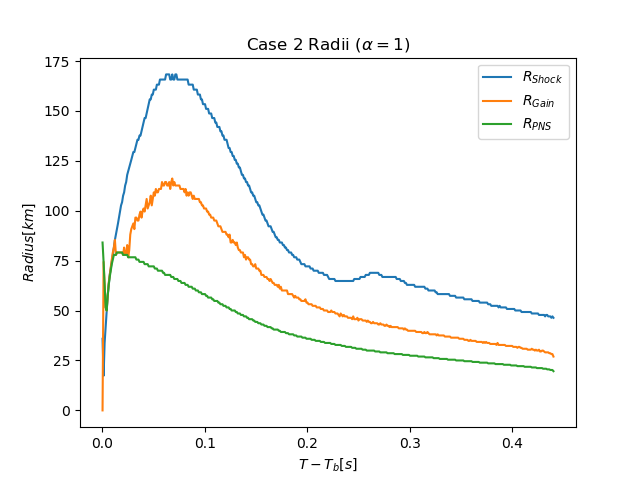 Case 2 Radii (α = 1)
175
150
125
100
75
50
25
0
Radius[km]
R_Shock
R_Gain
R_PNS
0.0 0.1 0.2 0.3 0.4
T − T_b[s]